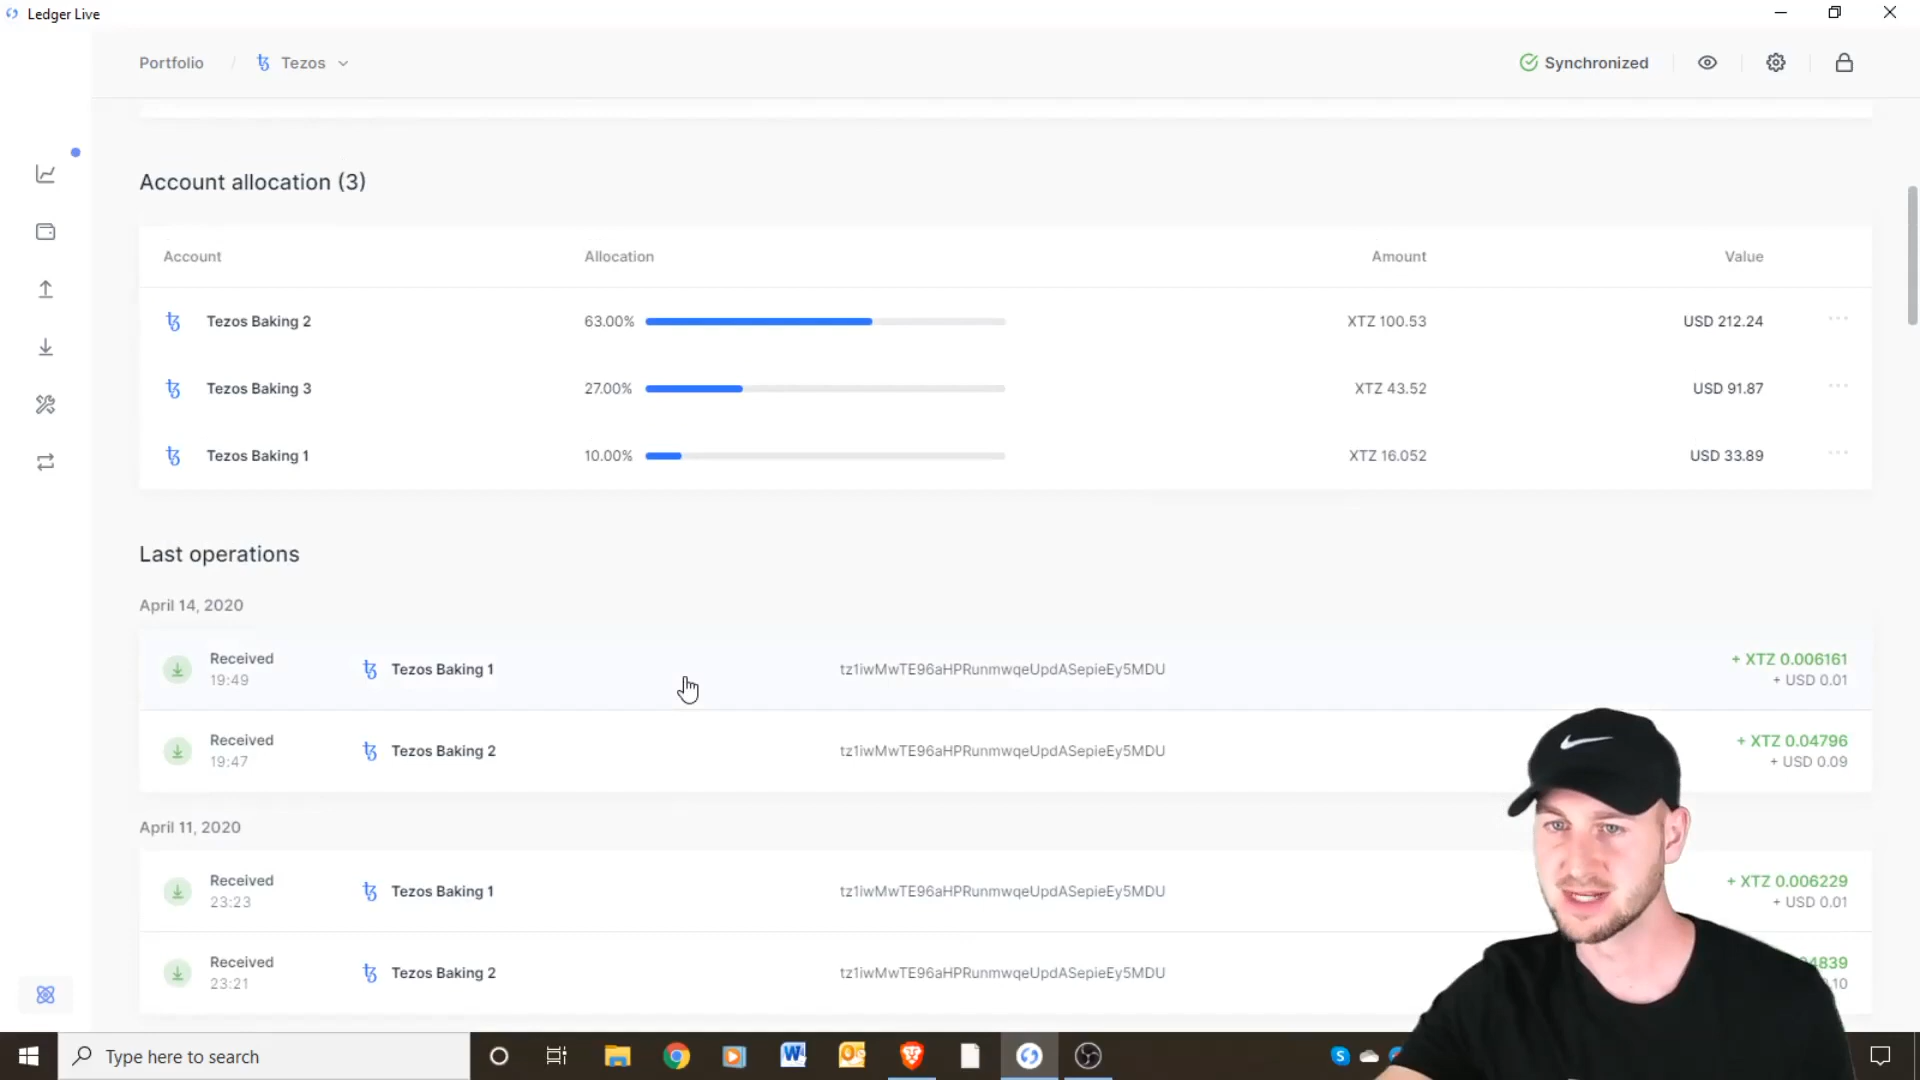 Ledger Live
Portfolio / Tezos
Synchronized
Account allocation (3)
Account Allocation Amount Value
Tezos Baking 2 63.00% XTZ 100.53 USD 212.24
Tezos Baking 3 27.00% XTZ 43.52 USD 91.87
Tezos Baking 1 10.00% XTZ 16.052 USD 33.89
Last operations
April 14, 2020
Received Tezos Baking 1 tz1iwMwTE96aHPRunmwqeUpdASepieEy5MDU + XTZ 0.006161
19:49 + USD 0.01
Received Tezos Baking 2 tz1iwMwTE96aHPRunmwqeUpdASepieEy5MDU + XTZ 0.04796
19:47 + USD 0.09
April 11, 2020
Received Tezos Baking 1 tz1iwMwTE96aHPRunmwqeUpdASepieEy5MDU + XTZ 0.006229
23:23 + USD 0.01
Received Tezos Baking 2 tz1iwMwTE96aHPRunmwqeUpdASepieEy5MDU 4839
23:21 10
Type here to search